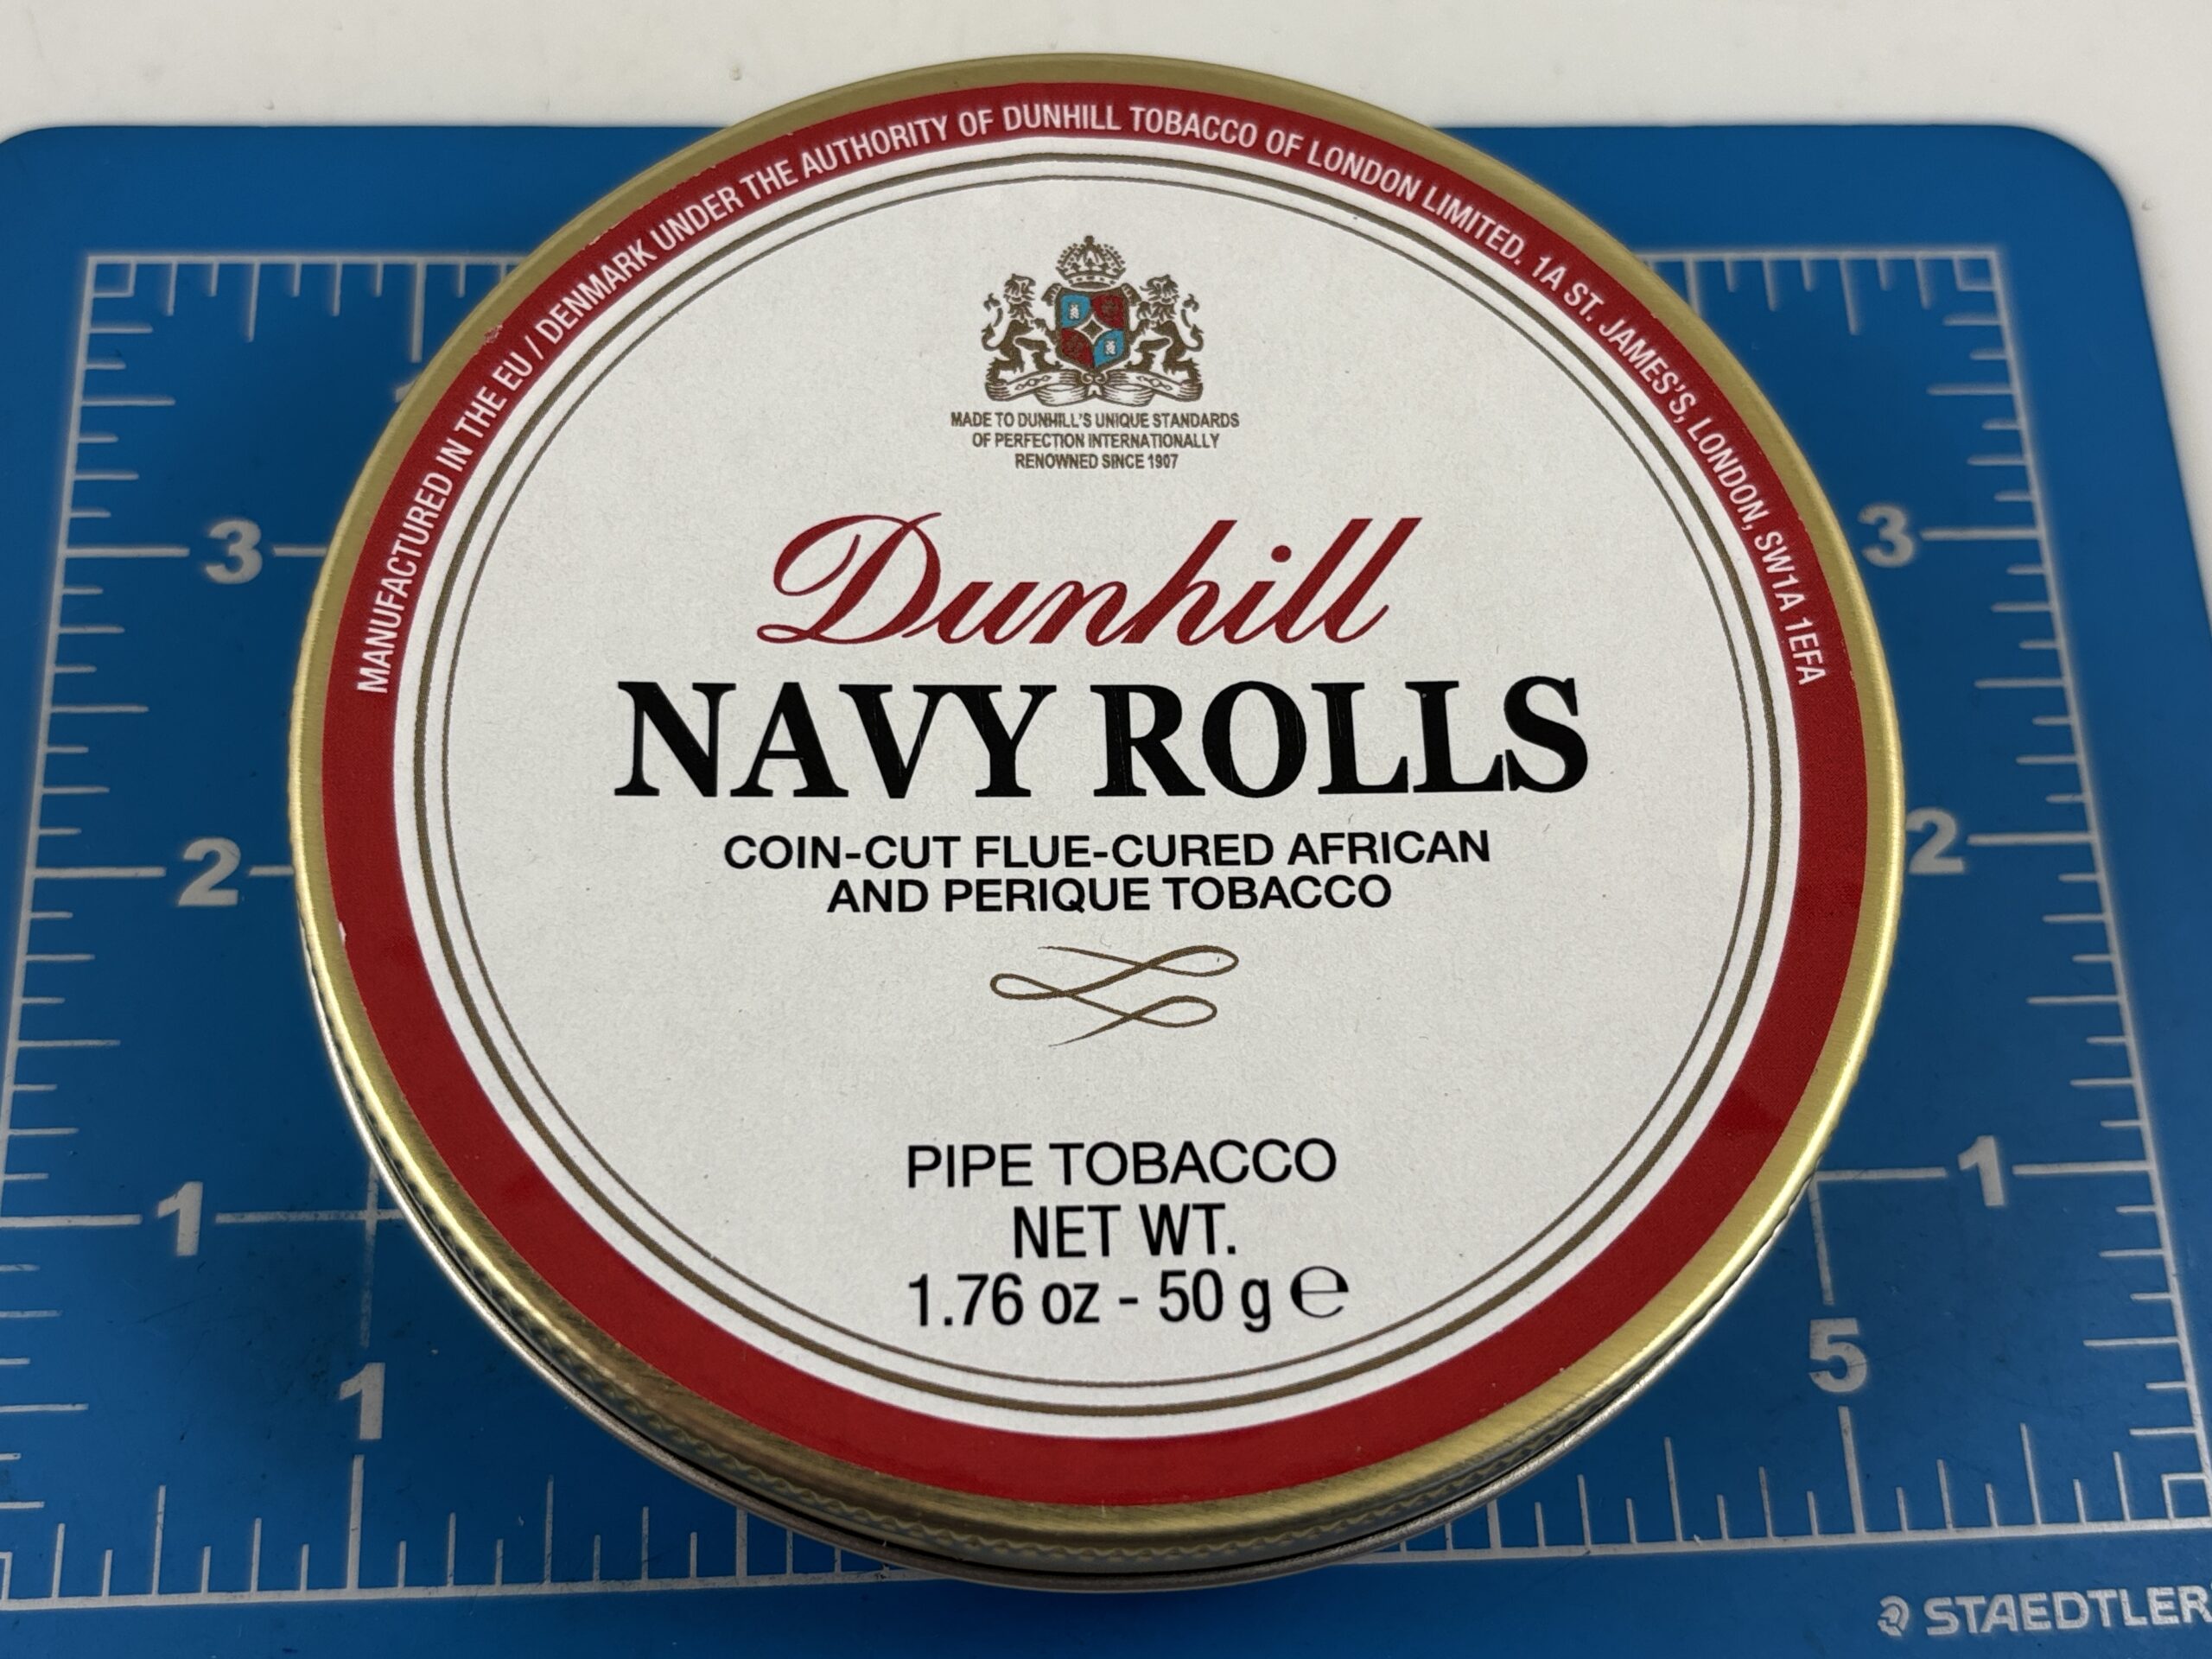 MANUFACTURED IN THE EU / DENMARK UNDER THE AUTHORITY OF DUNHILL TOBACCO OF LONDON LIMITED. 1A ST. JAMES'S, LONDON, SW1A 1EFA
MADE TO DUNHILL'S UNIQUE STANDARDS
OF PERFECTION INTERNATIONALLY
RENOWNED SINCE 1907
Dunhill
NAVY ROLLS
COIN-CUT FLUE-CURED AFRICAN
AND PERIQUE TOBACCO
PIPE TOBACCO
NET WT.
1.76 oz - 50 g ℮
3
3
2
2
1
1
1
5
STAEDTLER